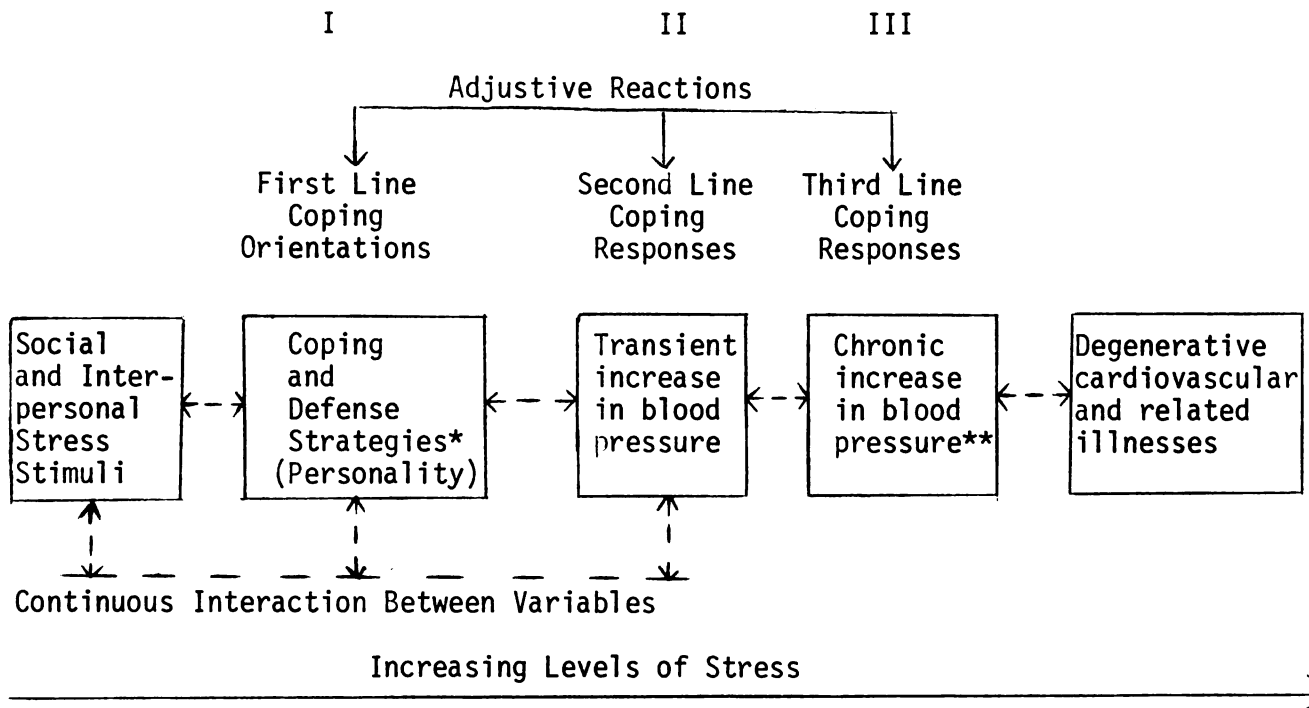 I II III
Adjustive Reactions
First Line
Coping
Orientations
Second Line
Coping
Responses
Third Line
Coping
Responses
Social
and Inter-
personal
Stress
Stimuli
Coping
and
Defense
Strategies*
(Personality)
Transient
increase
in blood
pressure
Chronic
increase
in blood
pressure**
Degenerative
cardiovascular
and related
illnesses
Continuous Interaction Between Variables
Increasing Levels of Stress